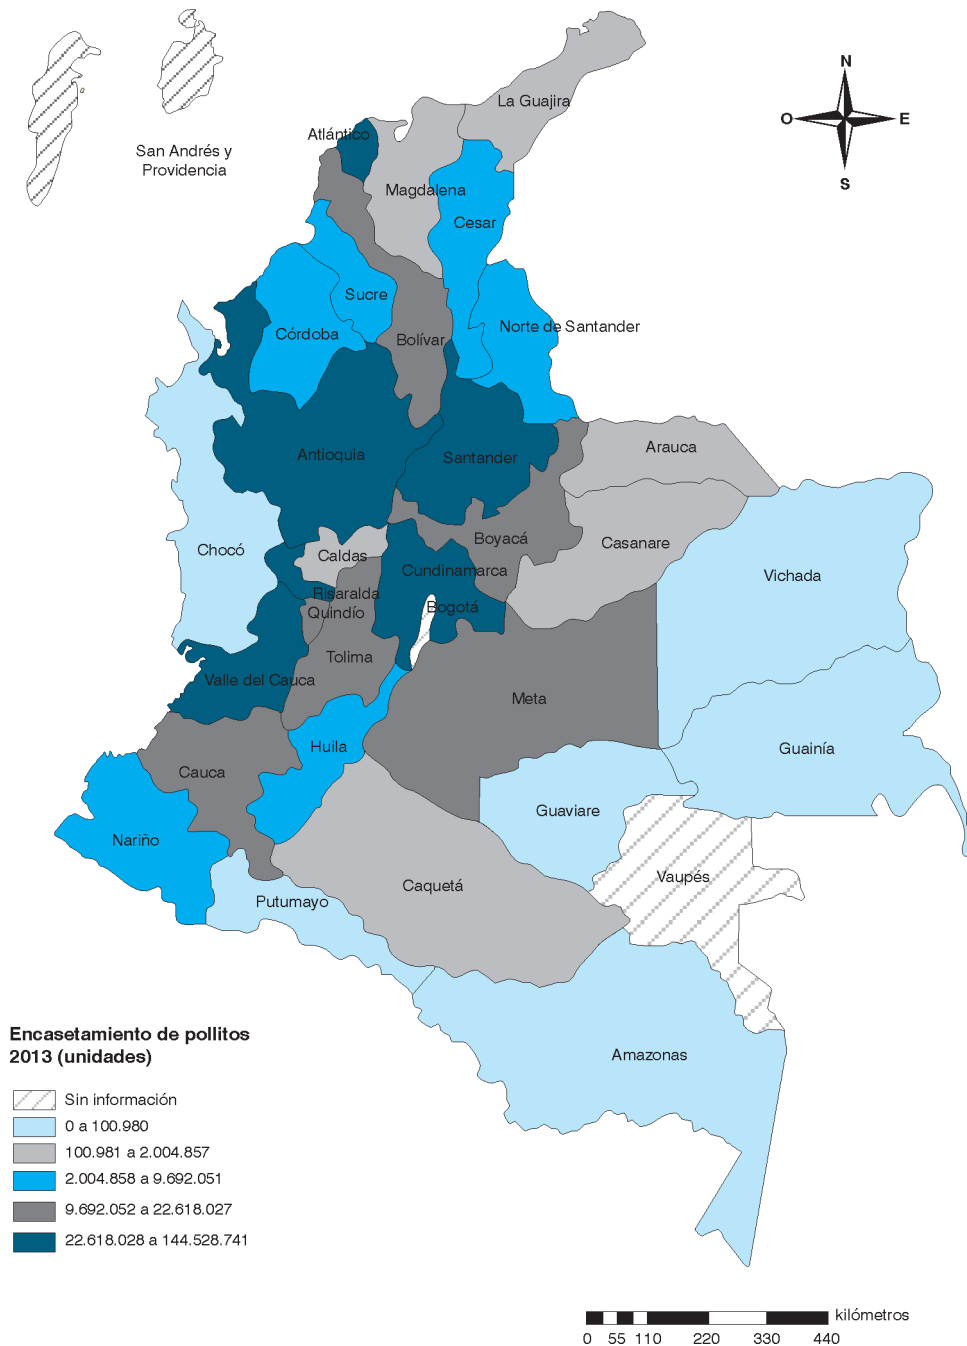 N
O
E
S
San Andrés y
Providencia
La Guajira
Atlántico
Magdalena
Cesar
Sucre
Córdoba
Bolívar
Norte de Santander
Antioquia
Santander
Arauca
Chocó
Boyacá
Casanare
Caldas
Cundinamarca
Vichada
Risaralda
Quindío
Bogotá
Tolima
Valle del Cauca
Meta
Huila
Guainía
Cauca
Guaviare
Nariño
Vaupés
Caquetá
Putumayo
Amazonas
Encasetamiento de pollitos
2013 (unidades)
Sin información
0 a 100.980
100.981 a 2.004.857
2.004.858 a 9.692.051
9.692.052 a 22.618.027
22.618.028 a 144.528.741
kilómetros
0 55 110 220 330 440